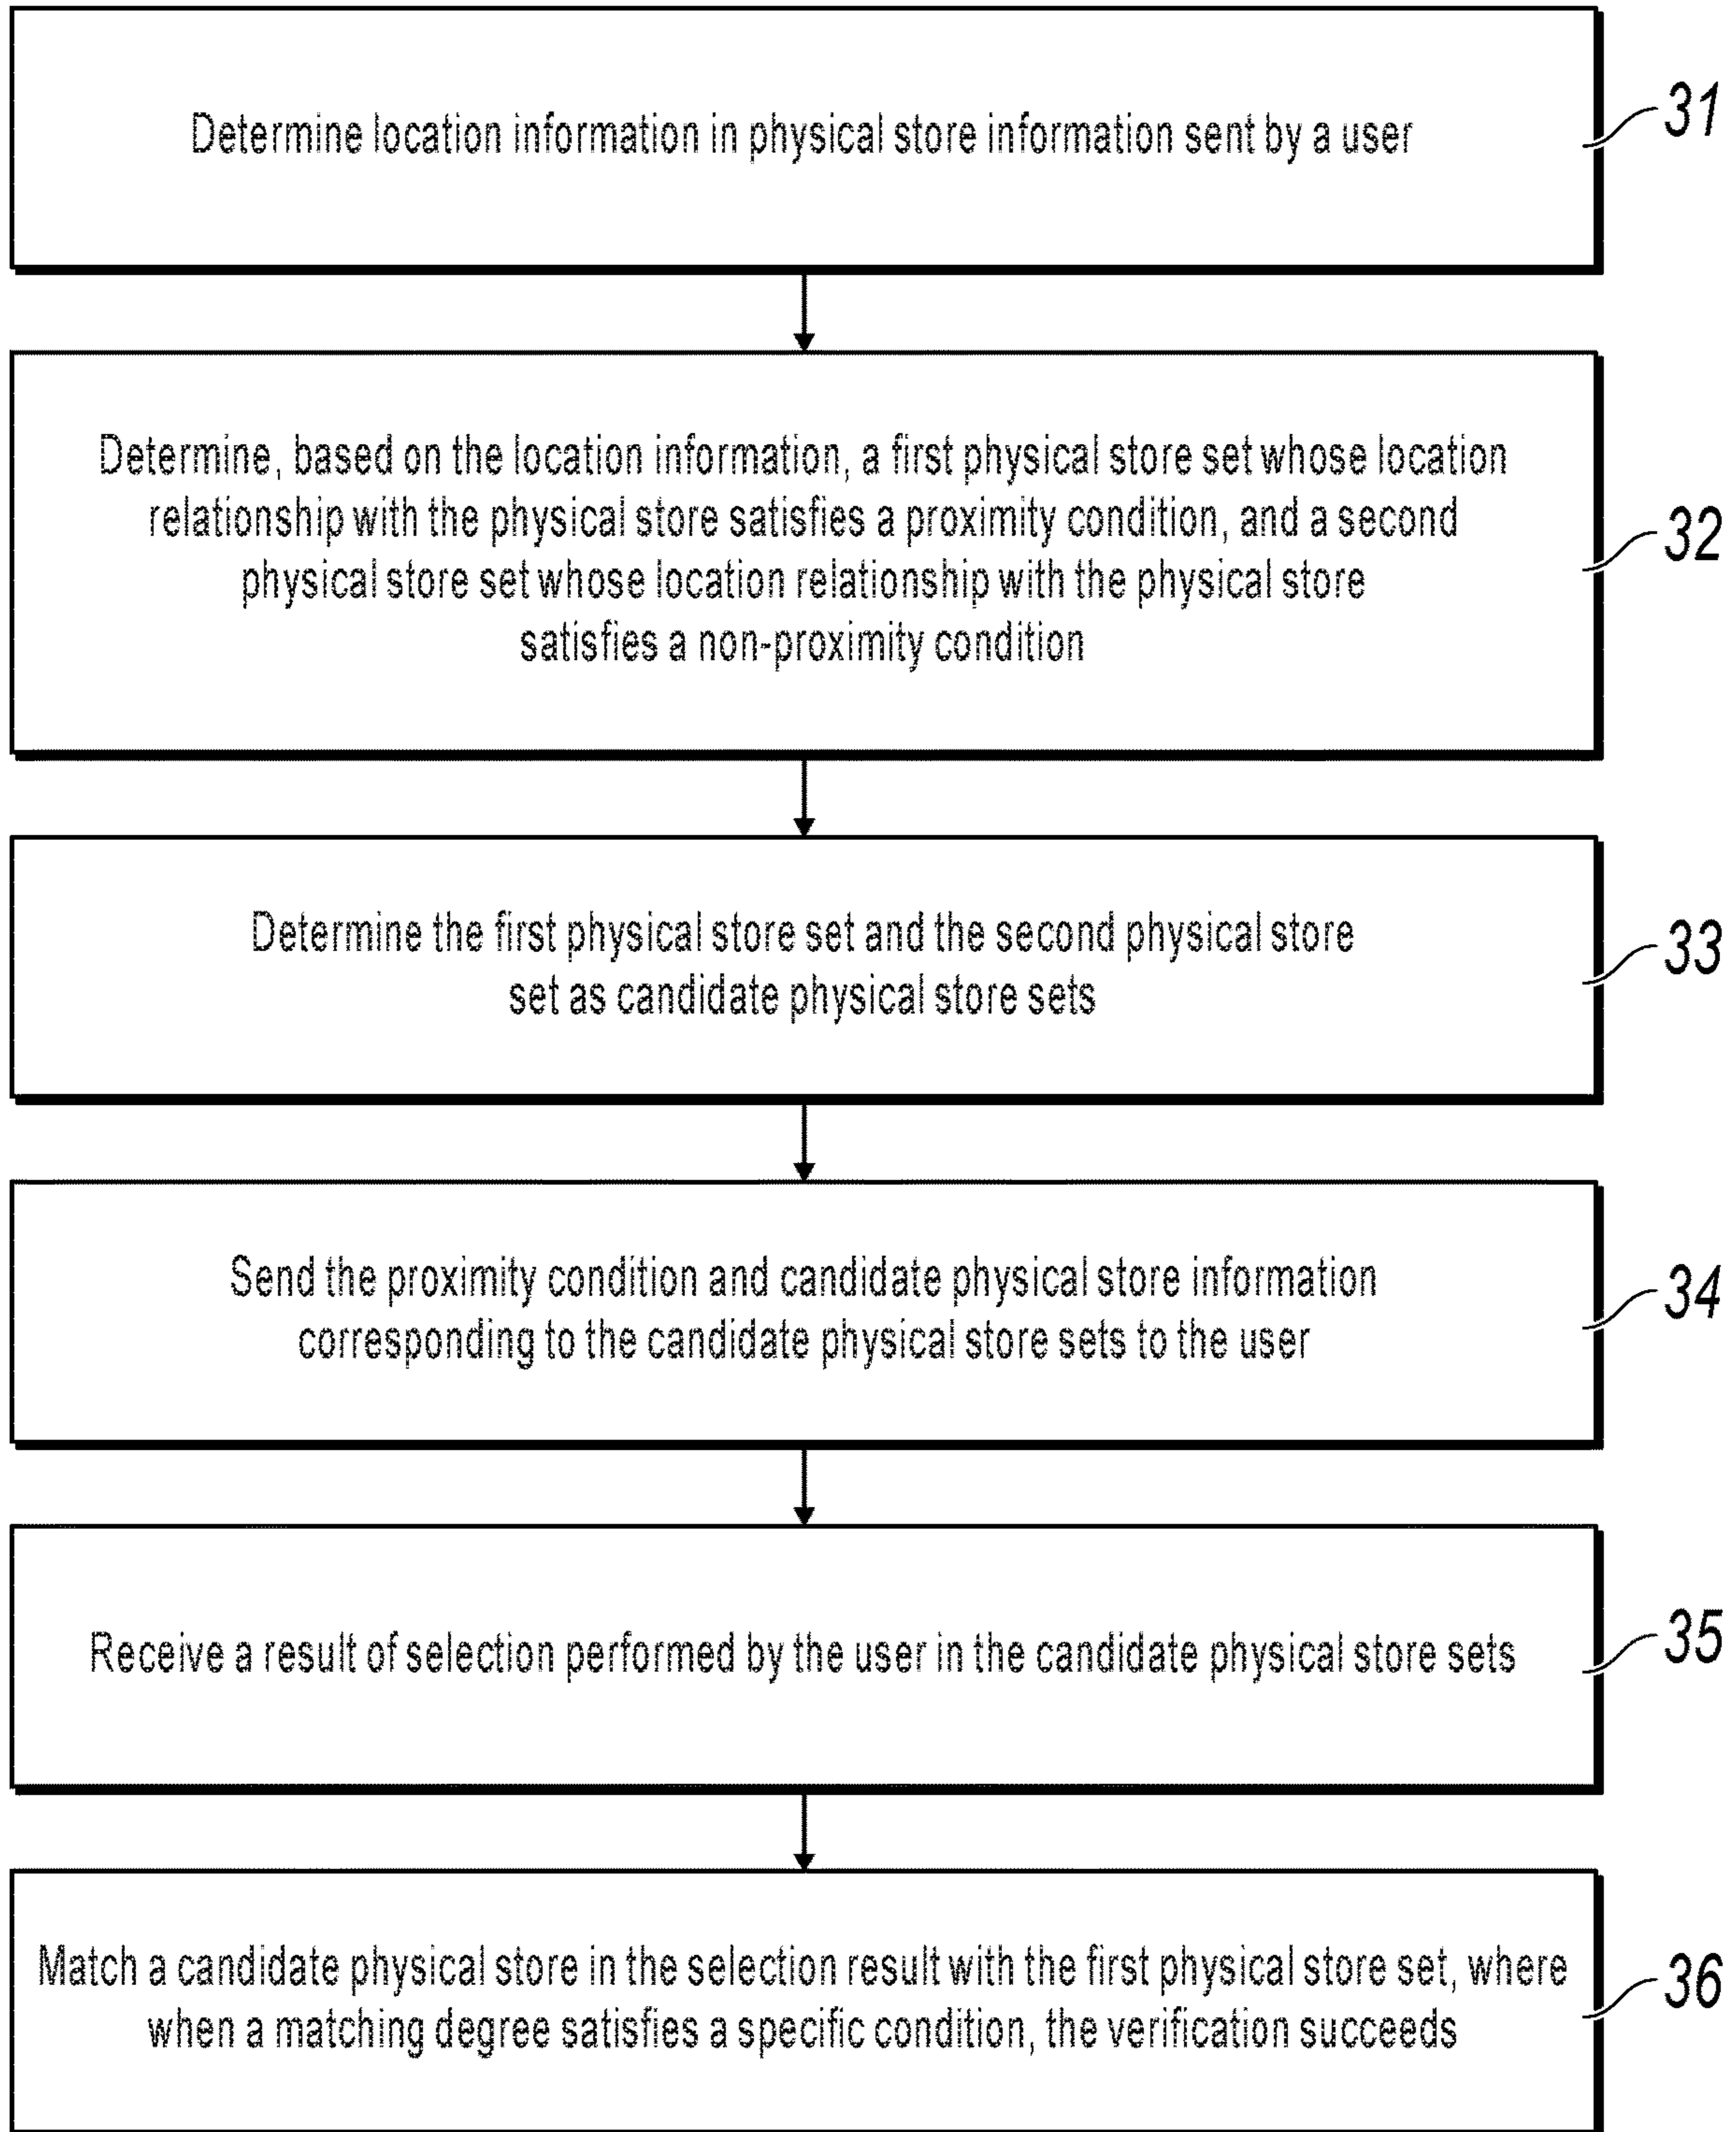 Determine location information in physical store information sent by a user
31
Determine, based on the location information, a first physical store set whose location
relationship with the physical store satisfies a proximity condition, and a second
physical store set whose location relationship with the physical store
satisfies a non-proximity condition
32
Determine the first physical store set and the second physical store
set as candidate physical store sets
33
Send the proximity condition and candidate physical store information
corresponding to the candidate physical store sets to the user
34
Receive a result of selection performed by the user in the candidate physical store sets
35
Match a candidate physical store in the selection result with the first physical store set, where
when a matching degree satisfies a specific condition, the verification succeeds
36